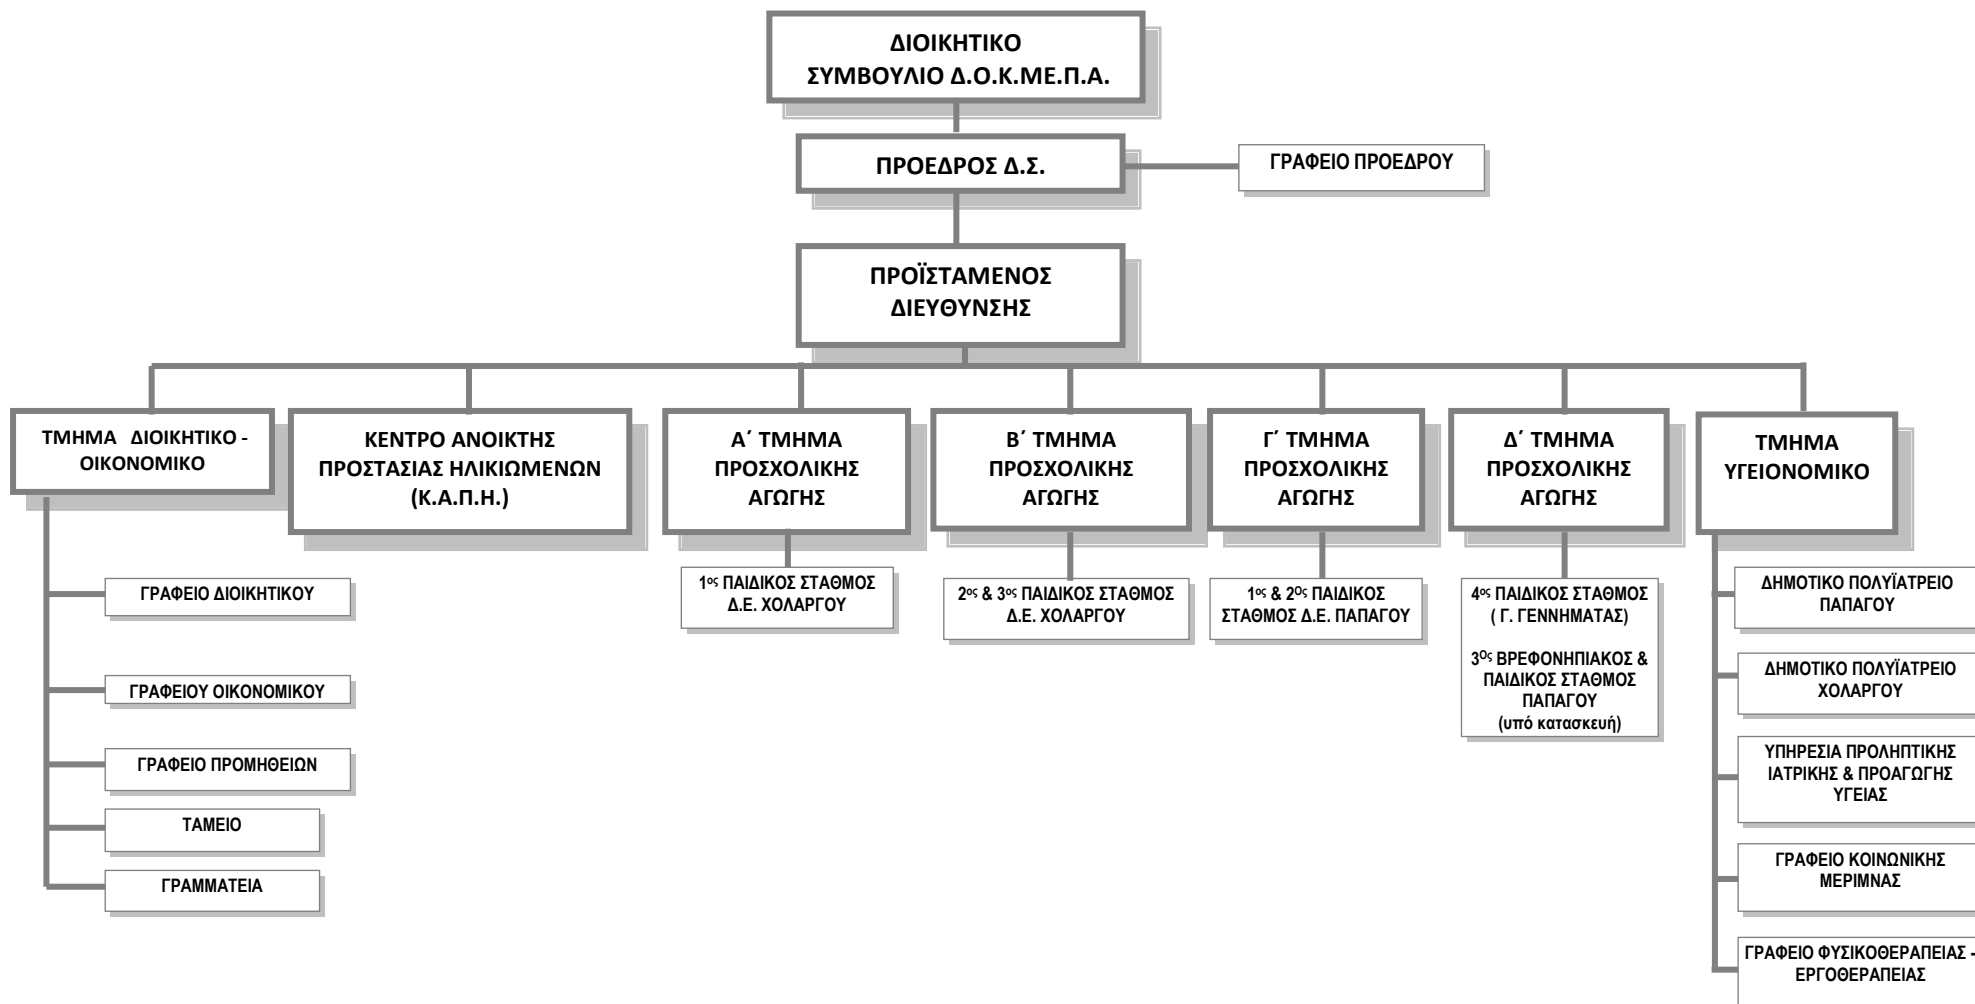 ΔΙΟΙΚΗΤΙΚΟ
ΣΥΜΒΟΥΛΙΟ Δ.Ο.Κ.ΜΕ.Π.Α.
ΠΡΟΕΔΡΟΣ Δ.Σ.
ΓΡΑΦΕΙΟ ΠΡΟΕΔΡΟΥ
ΠΡΟΪΣΤΑΜΕΝΟΣ
ΔΙΕΥΘΥΝΣΗΣ
ΤΜΗΜΑ ΔΙΟΙΚΗΤΙΚΟ -
ΟΙΚΟΝΟΜΙΚΟ
ΚΕΝΤΡΟ ΑΝΟΙΚΤΗΣ
ΠΡΟΣΤΑΣΙΑΣ ΗΛΙΚΙΩΜΕΝΩΝ
(Κ.Α.Π.Η.)
Α΄ ΤΜΗΜΑ
ΠΡΟΣΧΟΛΙΚΗΣ
ΑΓΩΓΗΣ
Β΄ ΤΜΗΜΑ
ΠΡΟΣΧΟΛΙΚΗΣ
ΑΓΩΓΗΣ
Γ΄ ΤΜΗΜΑ
ΠΡΟΣΧΟΛΙΚΗΣ
ΑΓΩΓΗΣ
Δ΄ ΤΜΗΜΑ
ΠΡΟΣΧΟΛΙΚΗΣ
ΑΓΩΓΗΣ
ΤΜΗΜΑ
ΥΓΕΙΟΝΟΜΙΚΟ
ΓΡΑΦΕΙΟ ΔΙΟΙΚΗΤΙΚΟΥ
ΓΡΑΦΕΙΟΥ ΟΙΚΟΝΟΜΙΚΟΥ
ΓΡΑΦΕΙΟ ΠΡΟΜΗΘΕΙΩΝ
ΤΑΜΕΙΟ
ΓΡΑΜΜΑΤΕΙΑ
1ος ΠΑΙΔΙΚΟΣ ΣΤΑΘΜΟΣ
Δ.Ε. ΧΟΛΑΡΓΟΥ
2ος & 3ος ΠΑΙΔΙΚΟΣ ΣΤΑΘΜΟΣ
Δ.Ε. ΧΟΛΑΡΓΟΥ
1ος & 2Ος ΠΑΙΔΙΚΟΣ
ΣΤΑΘΜΟΣ Δ.Ε. ΠΑΠΑΓΟΥ
4ος ΠΑΙΔΙΚΟΣ ΣΤΑΘΜΟΣ
( Γ. ΓΕΝΝΗΜΑΤΑΣ)
3Ος ΒΡΕΦΟΝΗΠΙΑΚΟΣ &
ΠΑΙΔΙΚΟΣ ΣΤΑΘΜΟΣ
ΠΑΠΑΓΟΥ
(υπό κατασκευή)
ΔΗΜΟΤΙΚΟ ΠΟΛΥΪΑΤΡΕΙΟ
ΠΑΠΑΓΟΥ
ΔΗΜΟΤΙΚΟ ΠΟΛΥΪΑΤΡΕΙΟ
ΧΟΛΑΡΓΟΥ
ΥΠΗΡΕΣΙΑ ΠΡΟΛΗΠΤΙΚΗΣ
ΙΑΤΡΙΚΗΣ & ΠΡΟΑΓΩΓΗΣ
ΥΓΕΙΑΣ
ΓΡΑΦΕΙΟ ΚΟΙΝΩΝΙΚΗΣ
ΜΕΡΙΜΝΑΣ
ΓΡΑΦΕΙΟ ΦΥΣΙΚΟΘΕΡΑΠΕΙΑΣ -
ΕΡΓΟΘΕΡΑΠΕΙΑΣ